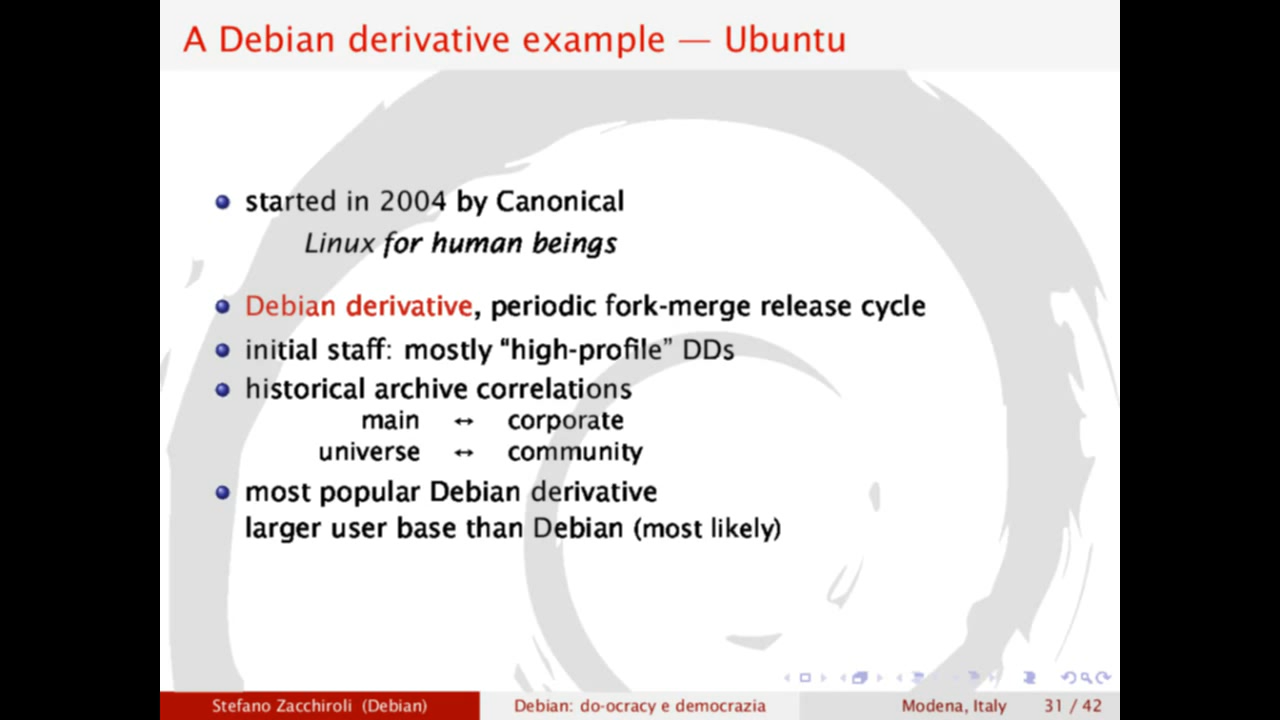 A Debian derivative example — Ubuntu
started in 2004 by Canonical
Linux for human beings
Debian derivative, periodic fork-merge release cycle
initial staff: mostly “high-profile” DDs
historical archive correlations
main ↔ corporate
universe ↔ community
most popular Debian derivative
larger user base than Debian (most likely)
Stefano Zacchiroli (Debian) Debian: do-ocracy e democrazia Modena, Italy 31 / 42